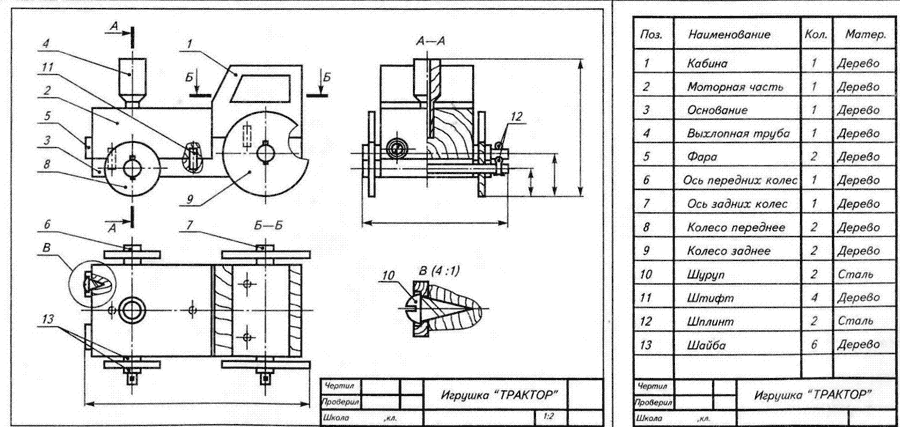 А
4
11
2
5
3
8
А
1
Б
Б
9
А—А
12
6
7
Б—Б
В
13
10
В (4:1)
Чертил
Проверил
Школа ,кл.
Игрушка "ТРАКТОР"
1:2
Поз. Наименование Кол. Матер.
1 Кабина 1 Дерево
2 Моторная часть 1 Дерево
3 Основание 1 Дерево
4 Выхлопная труба 1 Дерево
5 Фара 2 Дерево
6 Ось передних колес 1 Дерево
7 Ось задних колес 1 Дерево
8 Колесо переднее 2 Дерево
9 Колесо заднее 2 Дерево
10 Шуруп 2 Сталь
11 Штифт 4 Дерево
12 Шплинт 2 Сталь
13 Шайба 6 Дерево
Чертил
Проверил
Школа ,кл.
Игрушка "ТРАКТОР"